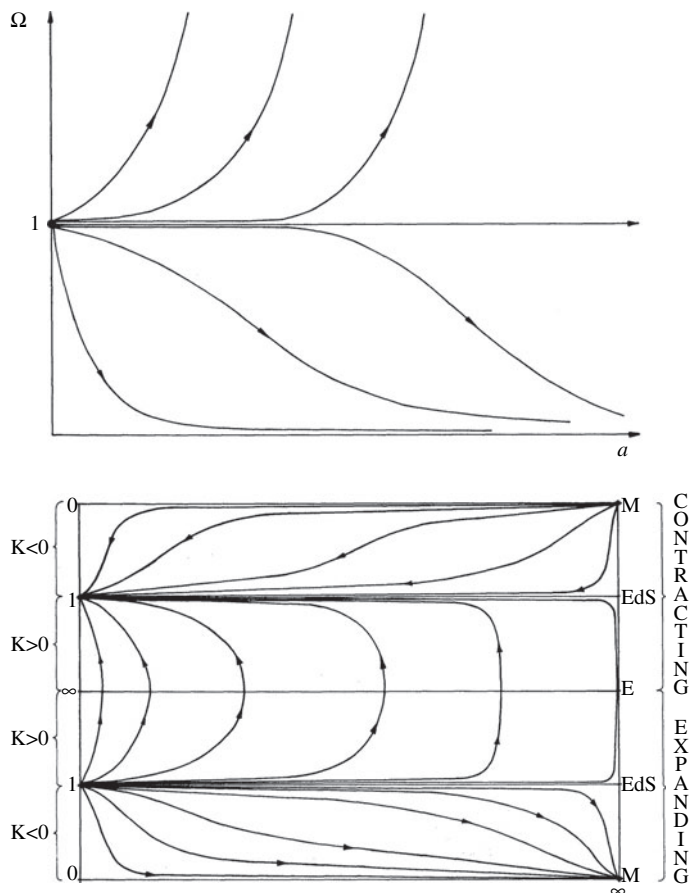 Ω
1
a
0 M
K<0
1 EdS
K>0
∞ E
K>0
1 EdS
K<0
0 M
∞
CONTRACTING
EXPANDING